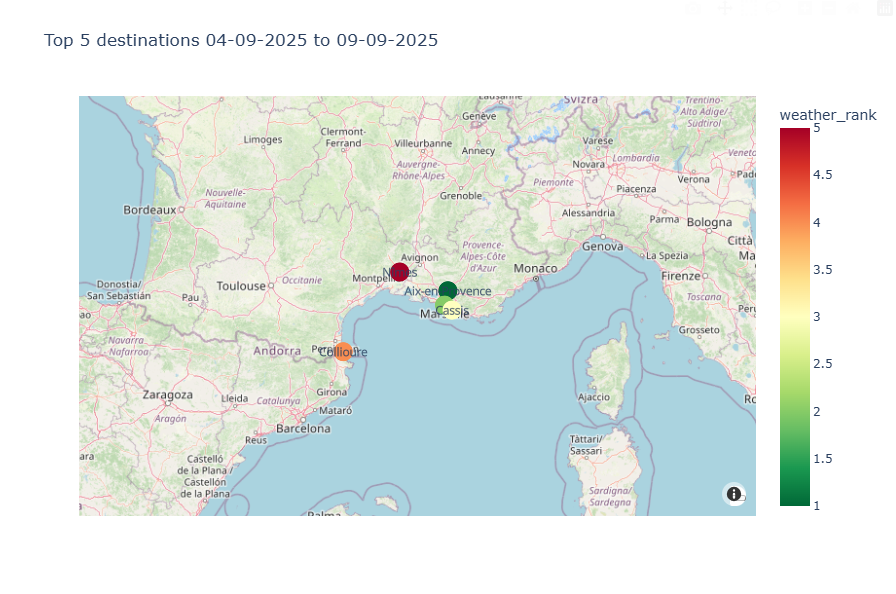 Top 5 destinations 04-09-2025 to 09-09-2025
weather_rank
5
4.5
4
3.5
3
2.5
2
1.5
1
Lausanne
Svizra
Trentino-
Alto Adige/
Südtirol
Genève
Limoges
Clermont-
Ferrand
Villeurbanne
Annecy
Varese
Lombardia
Novara
Verona
Auvergne-
Rhône-Alpes
Grenoble
Piemonte
Piacenza
Nouvelle-
Aquitaine
Bordeaux
Alessandria
Parma
Bologna
Genova
La Spezia
Provence-
Alpes-Côte
d'Azur
Avignon
Monaco
Firenze
Toscana
Nîmes
Toulouse
Occitanie
Donostia/
San Sebastián
Pau
Aix-en-Provence
Marseille
Cassis
Grosseto
Navarra
-
Nafarroa
Andorra
Collioure
Girona
Zaragoza
Lleida
Catalunya
Mataró
Aragón
Barcelona
Reus
Ajaccio
Tàttari/
Sassari
Castelló
de la Plana /
Castellón
de la Plana
Sardigna/
Sardegna
Palma